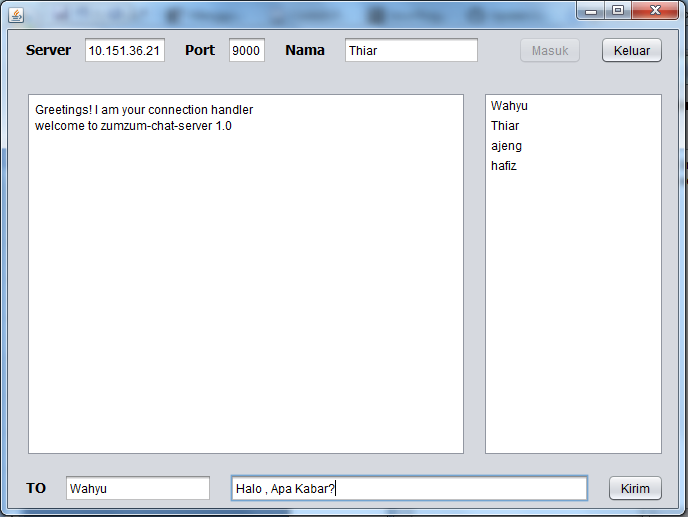 Server 10.151.36.21 Port 9000 Nama Thiar Masuk Keluar
Greetings! I am your connection handler
welcome to zumzum-chat-server 1.0
Wahyu
Thiar
ajeng
hafiz
TO Wahyu Halo , Apa Kabar? Kirim